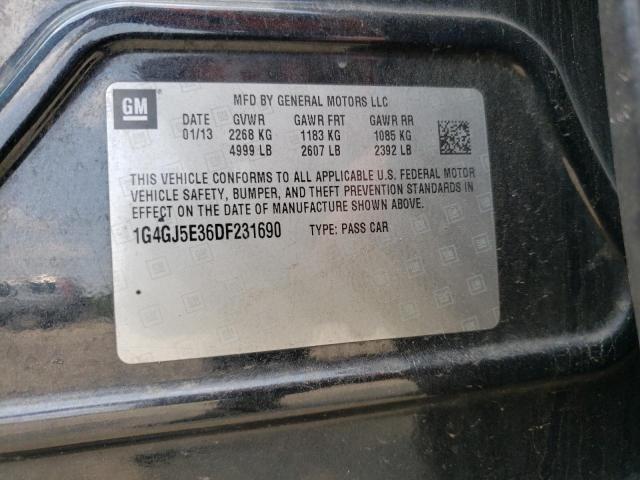 GM
MFD BY GENERAL MOTORS LLC
DATE GVWR GAWR FRT GAWR RR
01/13 2268 KG 1183 KG 1085 KG
4999 LB 2607 LB 2392 LB
THIS VEHICLE CONFORMS TO ALL APPLICABLE U.S. FEDERAL MOTOR
VEHICLE SAFETY, BUMPER, AND THEFT PREVENTION STANDARDS IN
EFFECT ON THE DATE OF MANUFACTURE SHOWN ABOVE.
1G4GJ5E36DF231690 TYPE: PASS CAR